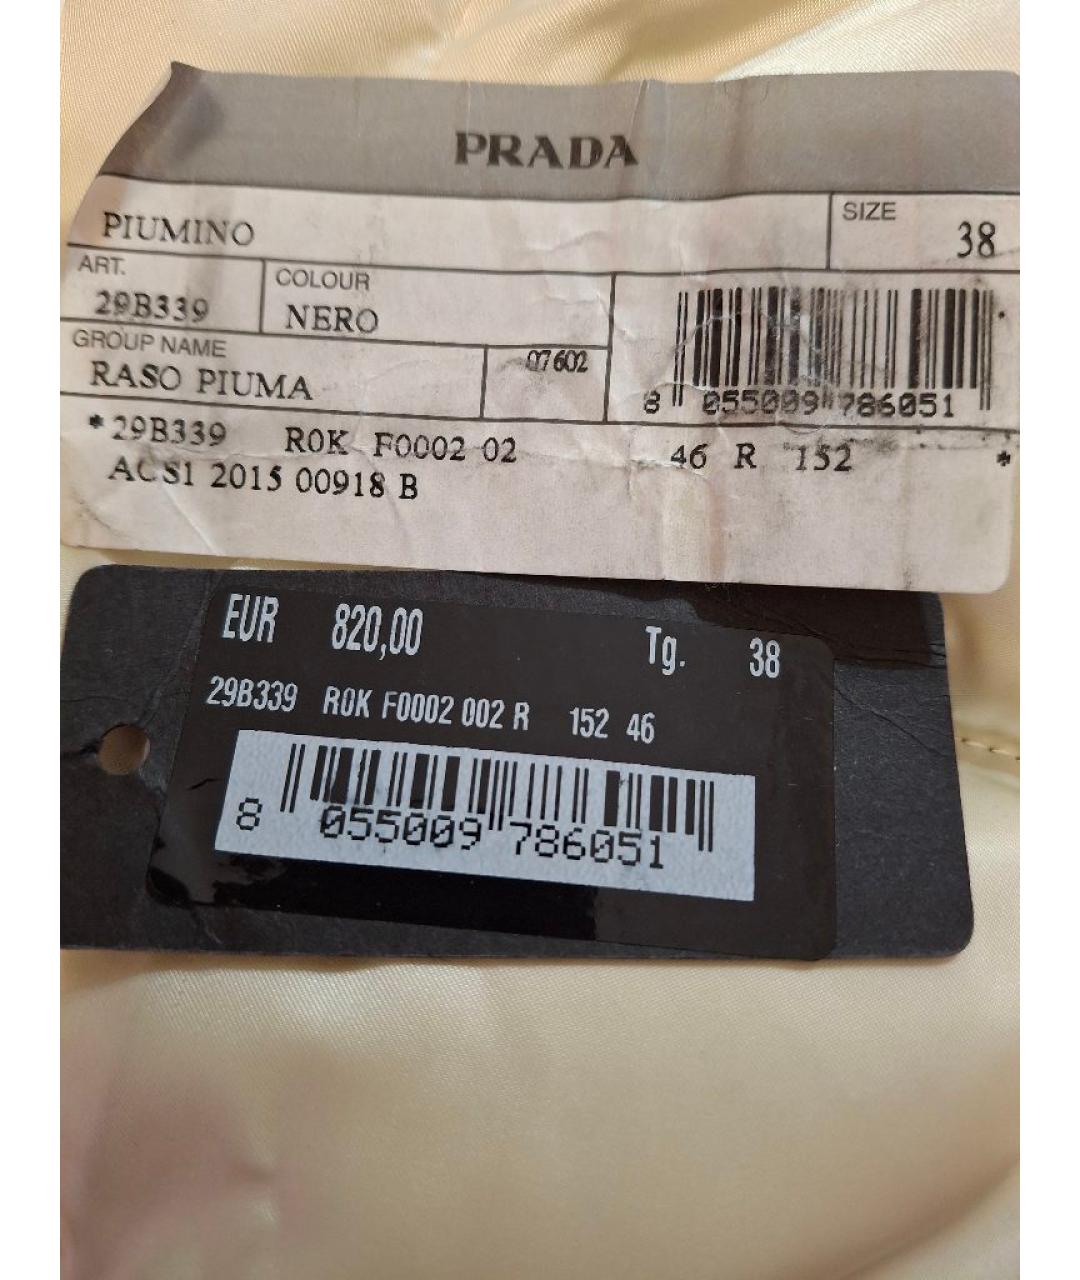 PRADA
PIUMINO
SIZE 38
ART. 29B339
COLOUR NERO
GROUP NAME
RASO PIUMA
07602
8 055009 786051
*29B339 R0K F0002 02 46 R 152 *
ACS1 2015 00918 B
EUR 820,00 Tg. 38
29B339 R0K F0002 002 R 152 46
8 055009 786051